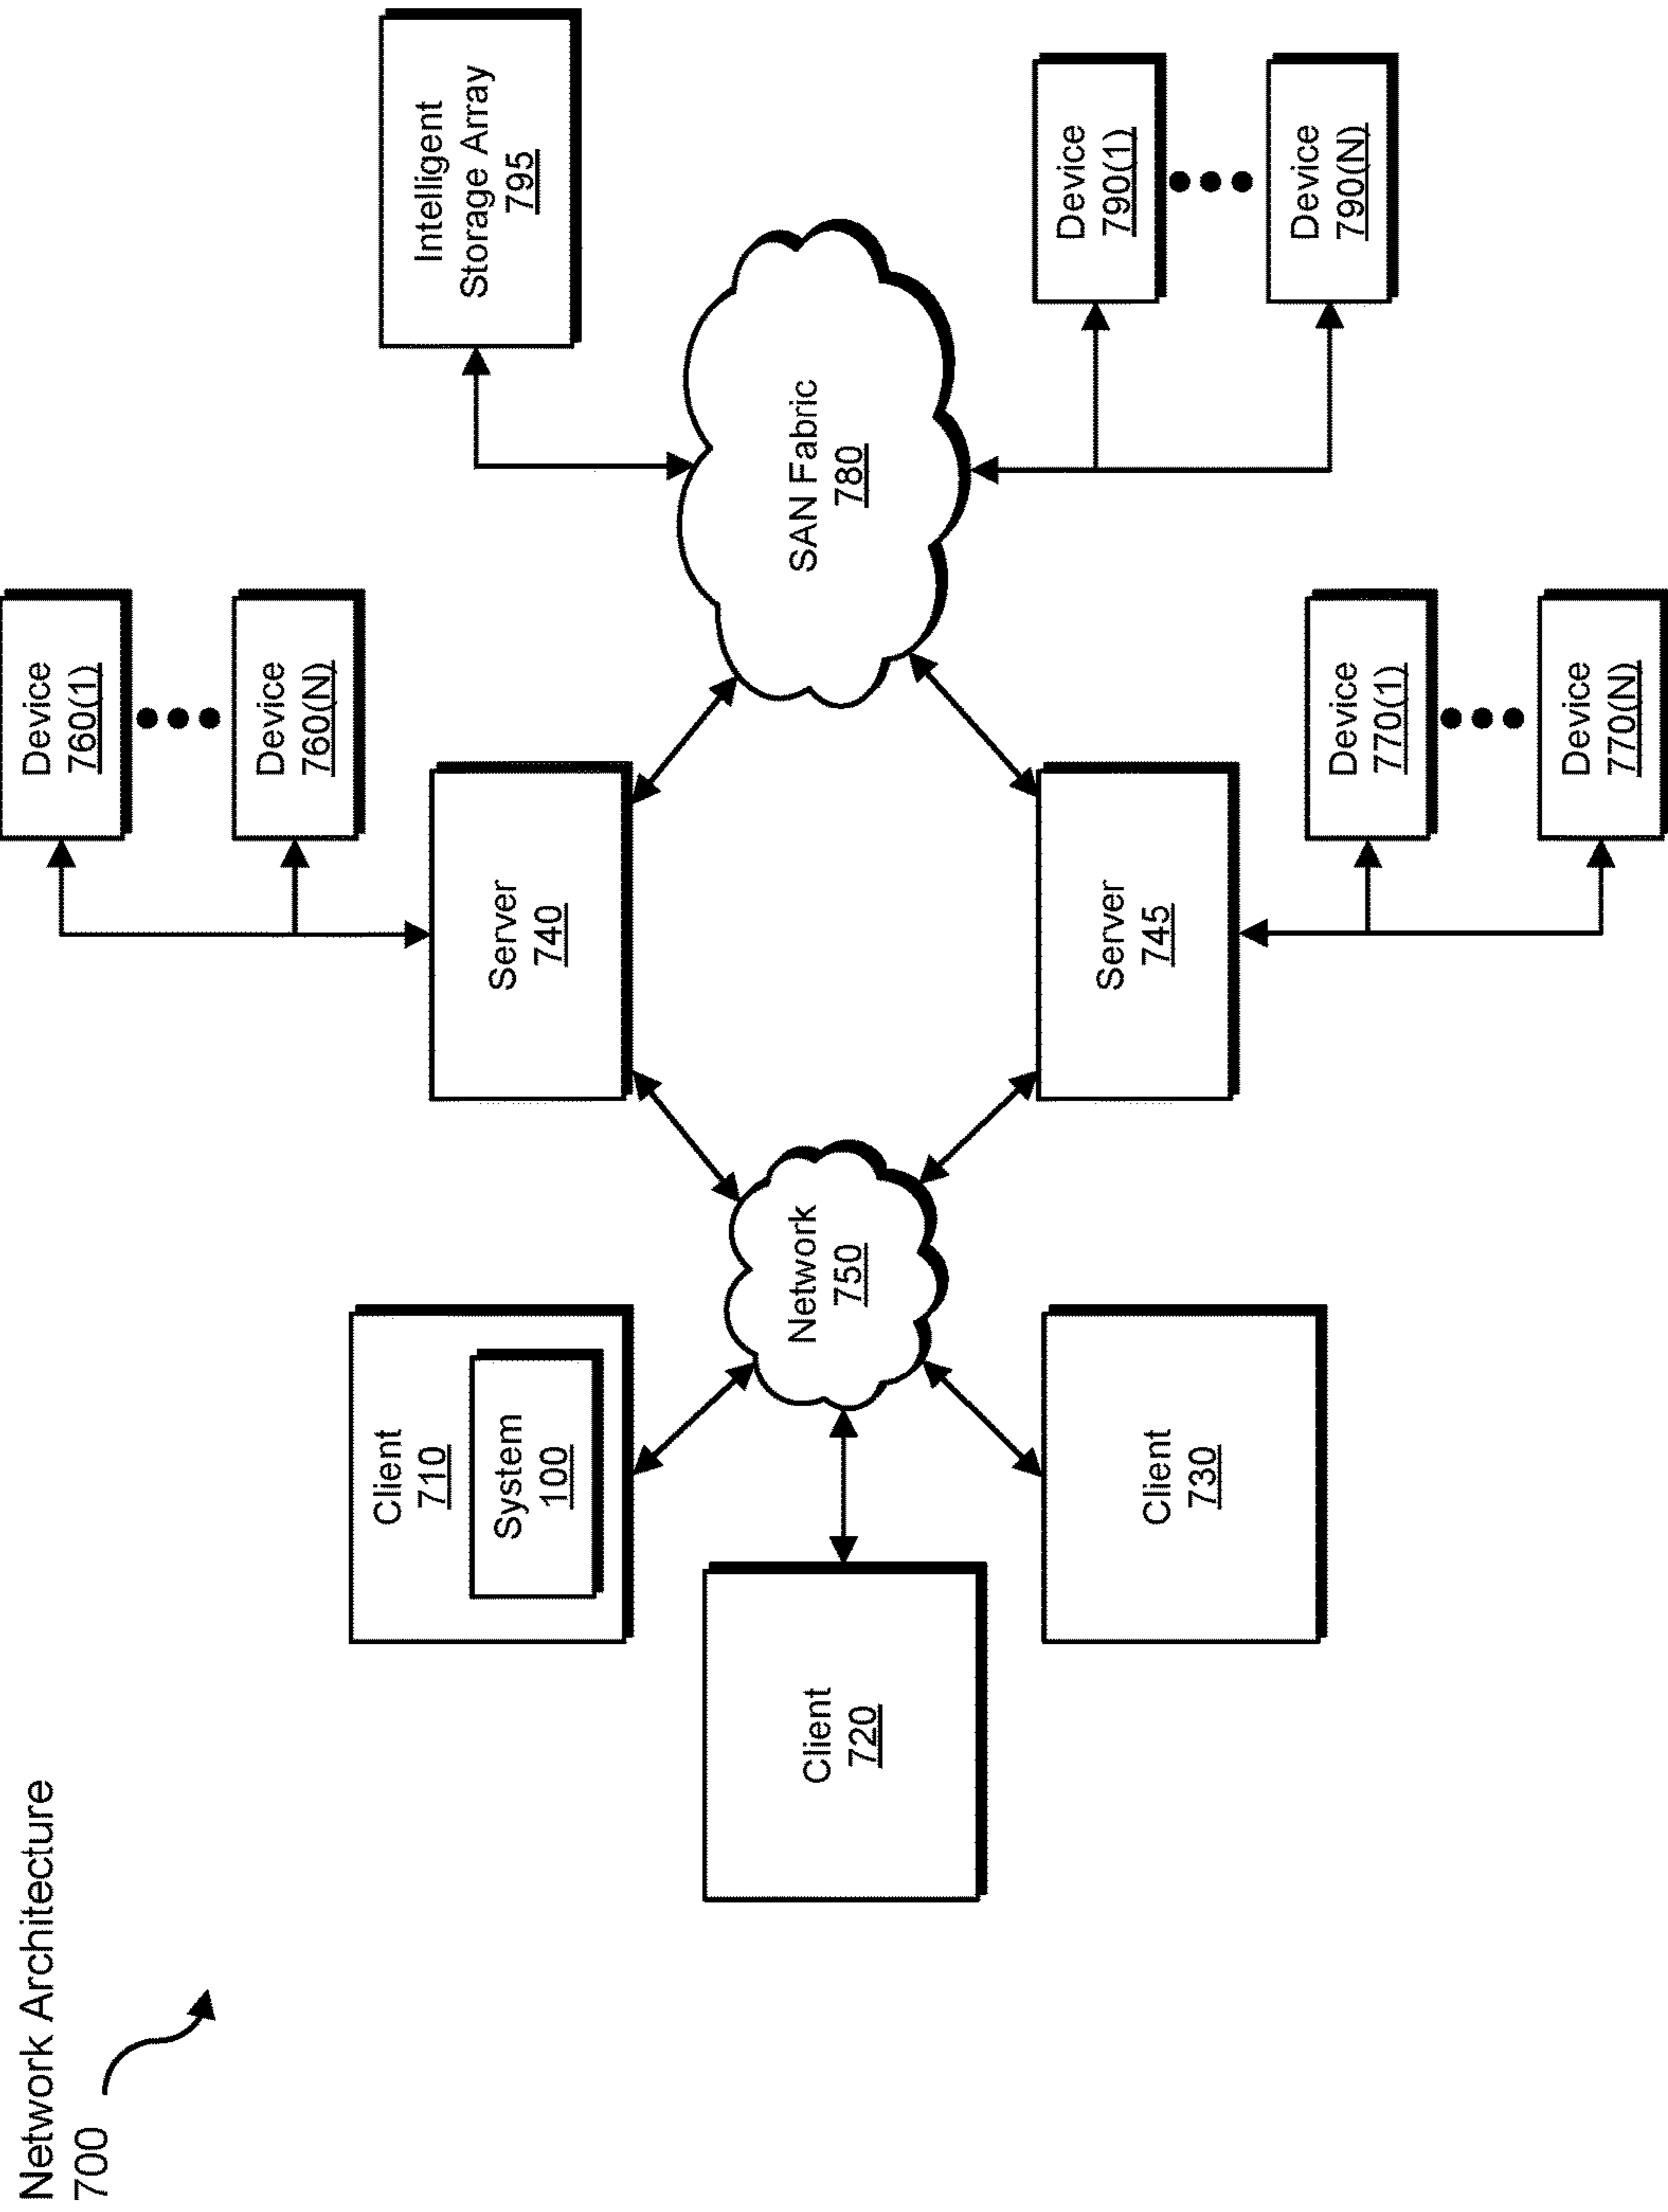 Network Architecture
700
Client
710
System
100
Client
720
Client
730
Network
750
Device
760(1)
Device
760(N)
Server
740
Server
745
Device
770(1)
Device
770(N)
SAN Fabric
780
Intelligent
Storage Array
795
Device
790(1)
Device
790(N)